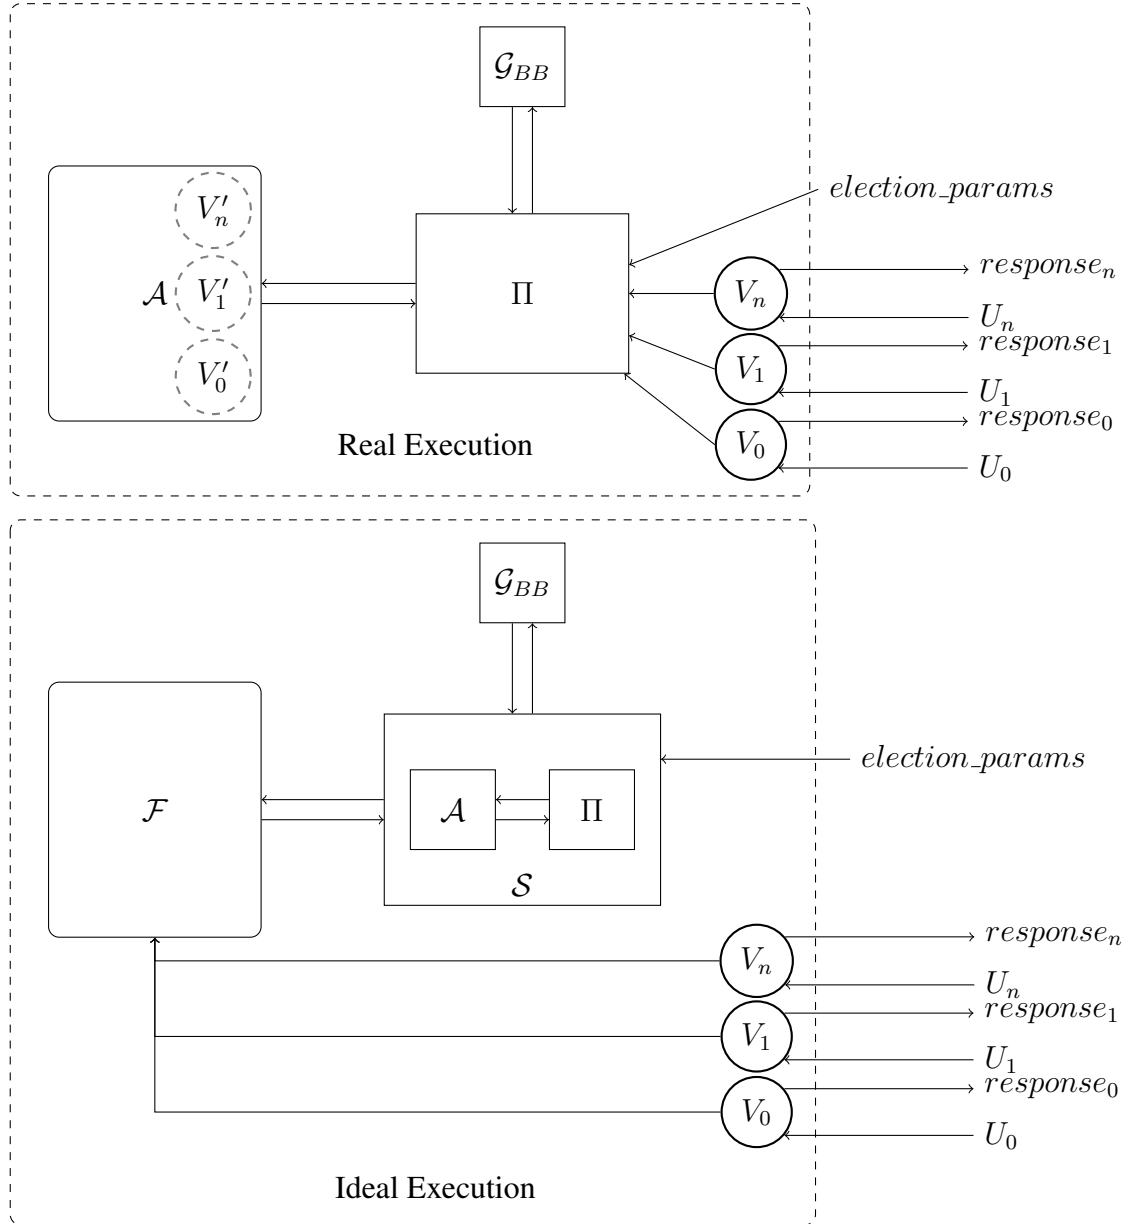 𝒢_BB
election_params
V′_n
response_n
𝒜
V′_1
Π
V_n
U_n
response_1
V′_0
V_1
U_1
response_0
Real Execution
V_0
U_0
𝒢_BB
election_params
ℱ
𝒜
Π
𝒮
response_n
V_n
U_n
response_1
V_1
U_1
response_0
V_0
U_0
Ideal Execution